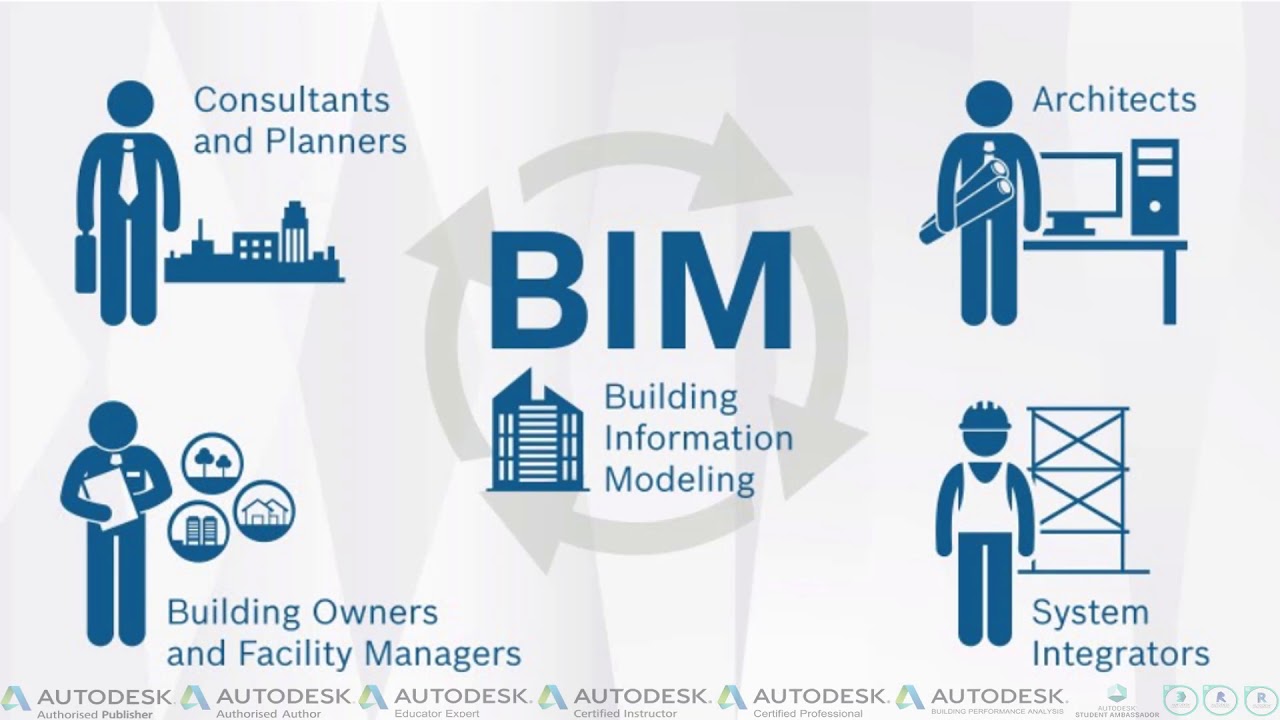 Consultants
and Planners
Architects
BIM
Building
Information
Modeling
Building Owners
and Facility Managers
System
Integrators
AUTODESK.
Authorised Publisher
AUTODESK.
Authorised Author
AUTODESK.
Educator Expert
AUTODESK.
Certified Instructor
AUTODESK.
Certified Professional
AUTODESK.
BUILDING PERFORMANCE ANALYSIS
AUTODESK
STUDENT AMBASSADOR